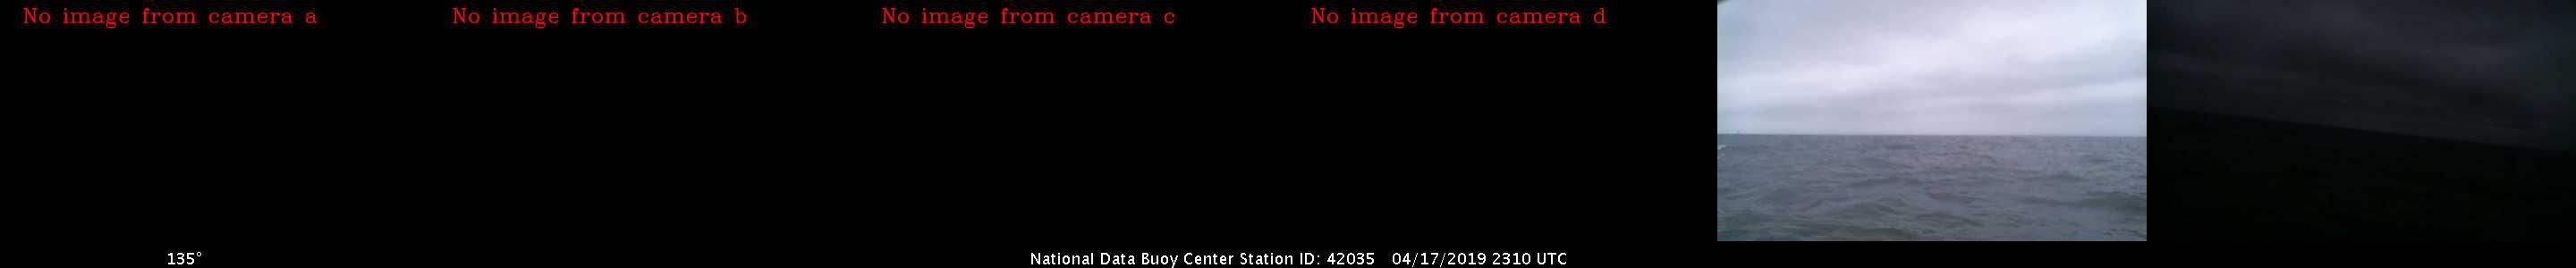 No image from camera a
No image from camera b
No image from camera c
No image from camera d
135°
National Data Buoy Center Station ID: 42035 04/17/2019 2310 UTC